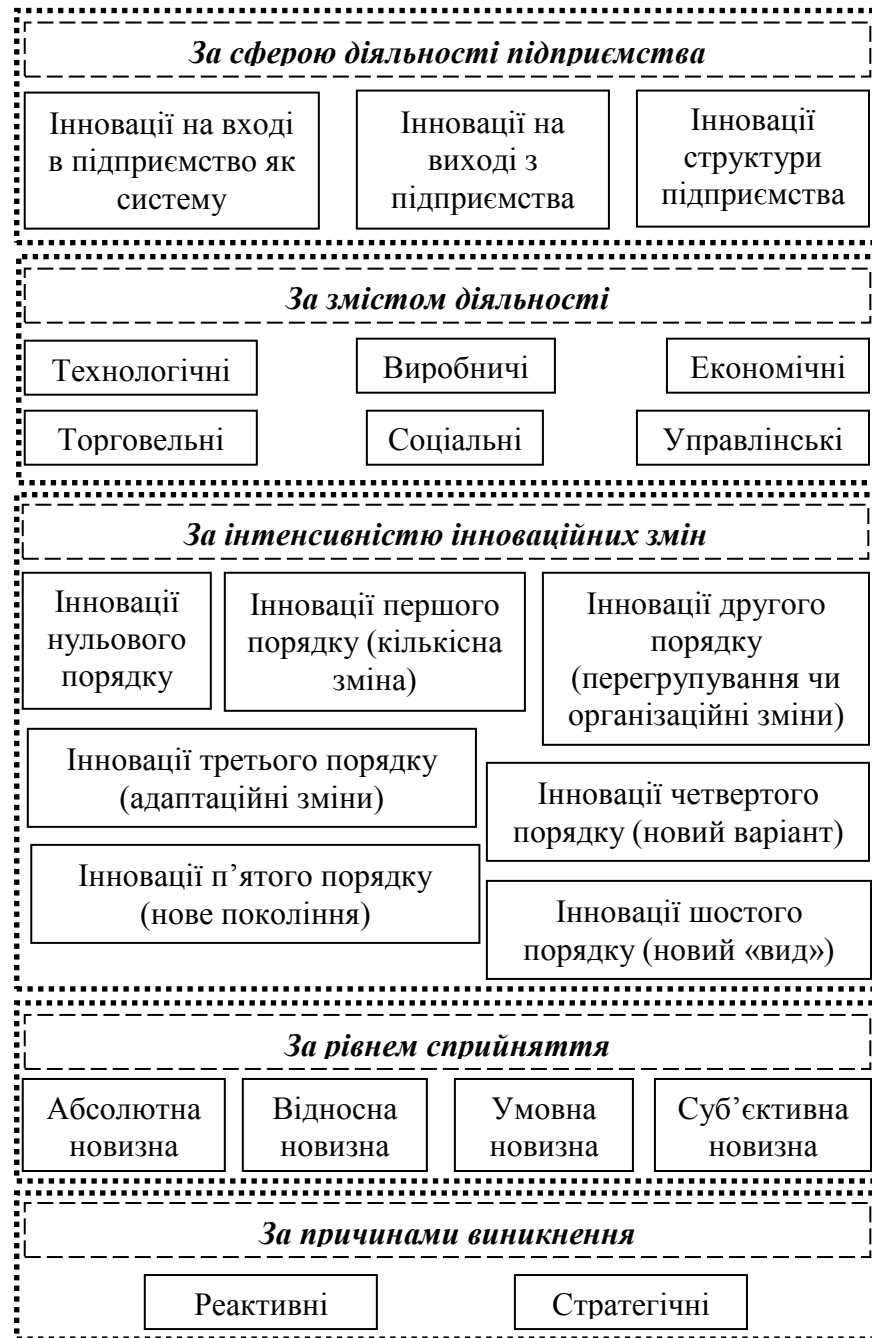 За сферою діяльності підприємства
Інновації на вході
в підприємство як
систему
Інновації на
виході з
підприємства
Інновації
структури
підприємства
За змістом діяльності
Технологічні
Виробничі
Економічні
Торговельні
Соціальні
Управлінські
За інтенсивністю інноваційних змін
Інновації
нульового
порядку
Інновації першого
порядку (кількісна
зміна)
Інновації другого
порядку
(перегрупування чи
організаційні зміни)
Інновації третього порядку
(адаптаційні зміни)
Інновації четвертого
порядку (новий варіант)
Інновації п’ятого порядку
(нове покоління)
Інновації шостого
порядку (новий «вид»)
За рівнем сприйняття
Абсолютна
новизна
Відносна
новизна
Умовна
новизна
Суб’єктивна
новизна
За причинами виникнення
Реактивні
Стратегічні